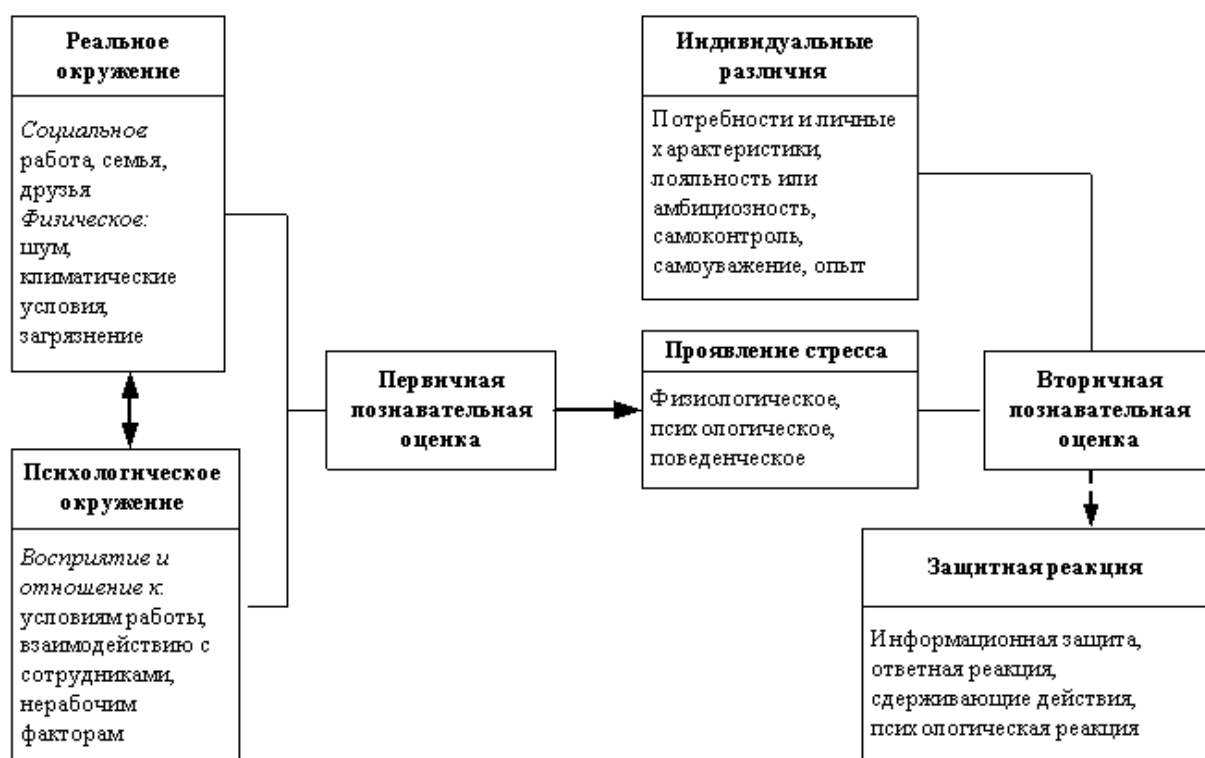 Реальное
окружение
Социальное:
работа, семья,
друзья
Физическое:
шум,
климатические
условия,
загрязнение
Психологическое
окружение
Восприятие и
отношение к:
условиям работы,
взаимодействию с
сотрудниками,
нерабочим
факторам
Первичная
познавательная
оценка
Индивидуальные
различия
Потребности и личные
характеристики,
лояльность или
амбициозность,
самоконтроль,
самоуважение, опыт
Проявление стресса
Физиологическое,
психологическое,
поведенческое
Вторичная
познавательная
оценка
Защитная реакция
Информационная защита,
ответная реакция,
сдерживающие действия,
психологическая реакция